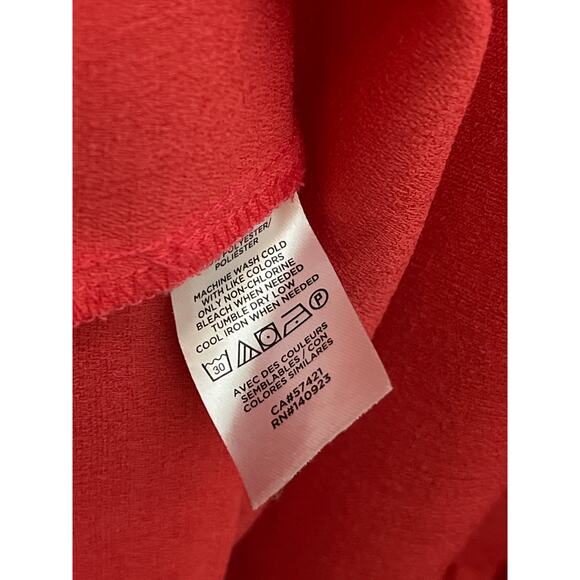 POLYESTER/
POLIESTER
MACHINE WASH COLD
WITH LIKE COLORS
ONLY NON-CHLORINE
BLEACH WHEN NEEDED
TUMBLE DRY LOW
COOL IRON WHEN NEEDED
30 P
AVEC DES COULEURS
SEMBLABLES / CON
COLORES SIMILARES
CA#57421
RN#140923